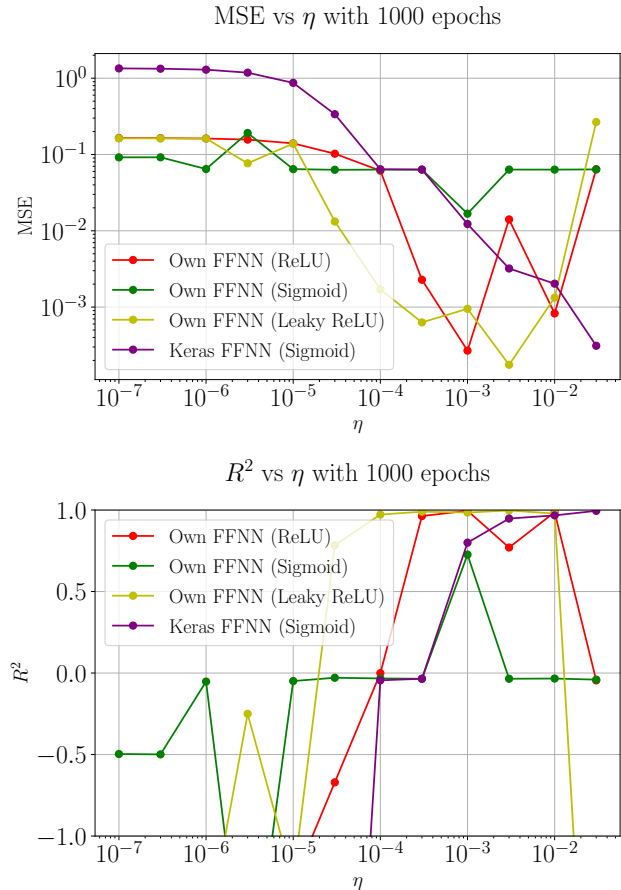 MSE vs η with 1000 epochs
10⁰
10⁻¹
10⁻²
10⁻³
MSE
Own FFNN (ReLU)
Own FFNN (Sigmoid)
Own FFNN (Leaky ReLU)
Keras FFNN (Sigmoid)
10⁻⁷ 10⁻⁶ 10⁻⁵ 10⁻⁴ 10⁻³ 10⁻²
η
R² vs η with 1000 epochs
1.0
0.5
0.0
−0.5
−1.0
R²
Own FFNN (ReLU)
Own FFNN (Sigmoid)
Own FFNN (Leaky ReLU)
Keras FFNN (Sigmoid)
10⁻⁷ 10⁻⁶ 10⁻⁵ 10⁻⁴ 10⁻³ 10⁻²
η